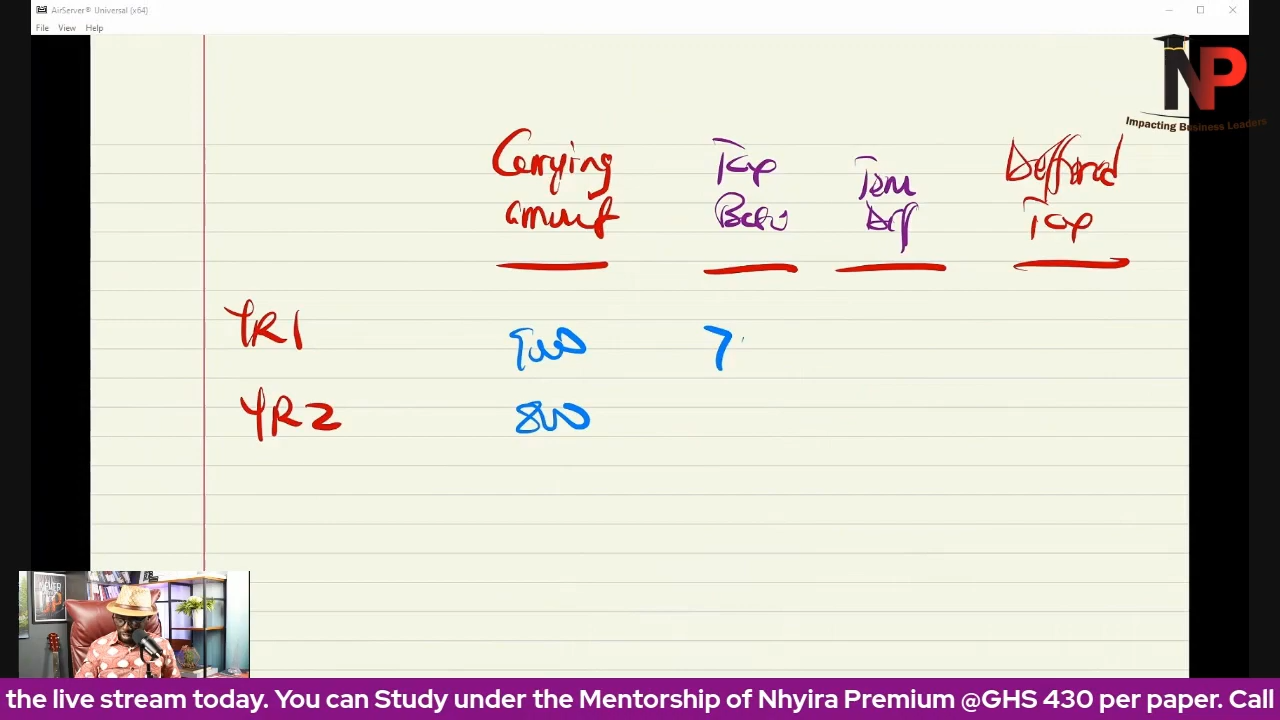 AirServer® Universal (x64)
File View Help
NP
Impacting Business Leaders
Carrying Tax Deffered
amount Base Tem Tax
Diff
YR1 7
YR2 800
the live stream today. You can Study under the Mentorship of Nhyira Premium @GHS 430 per paper. Call